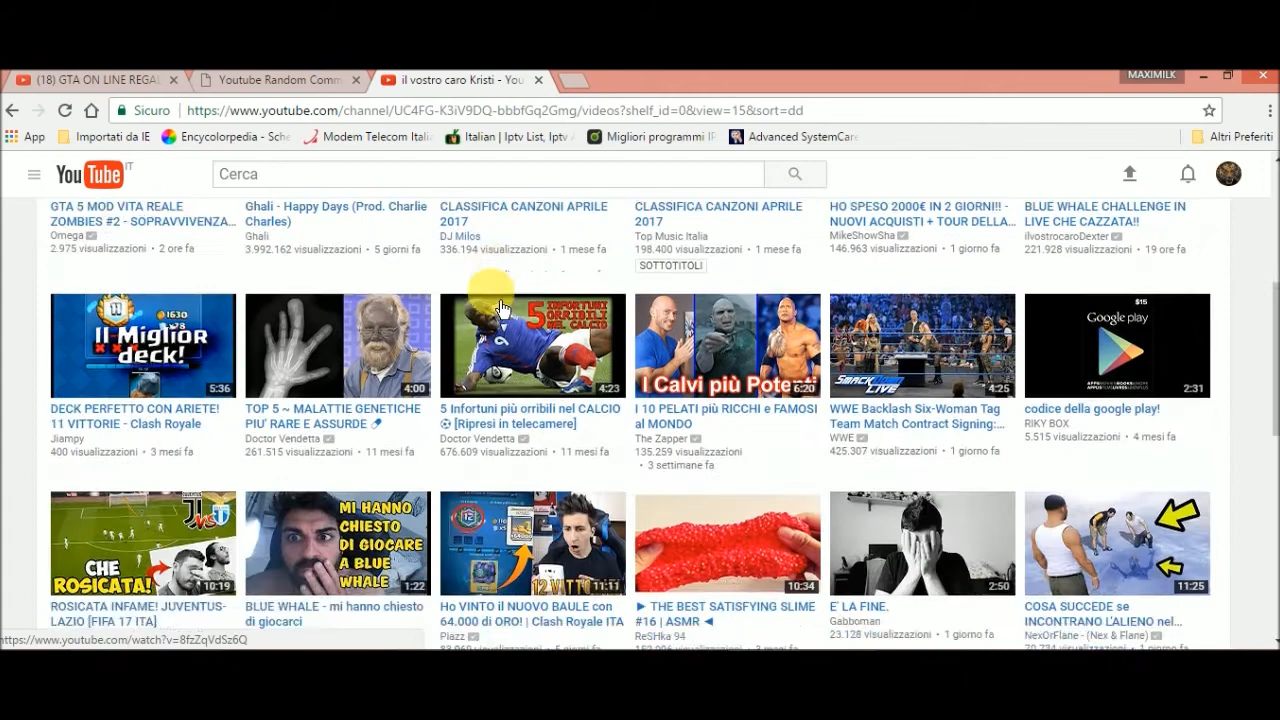 MAXIMILK
(18) GTA ON LINE REGAL
Youtube Random Comm
il vostro caro Kristi - You
Sicuro
https://www.youtube.com/channel/UC4FG-K3iV9DQ-bbbfGq2Gmg/videos?shelf_id=0&view=15&sort=dd
App
Importati da IE
Encyclorpedia - Sche
Modem Telecom Itali
Italian | Iptv List, Iptv
Migliori programmi IP
Advanced SystemCare
Altri Preferiti
YouTube IT
Cerca
GTA 5 MOD VITA REALE
ZOMBIES #2 - SOPRAVVIVENZA...
Omega
2.975 visualizzazioni • 2 ore fa
Ghali - Happy Days (Prod. Charlie
Charles)
Ghali
3.992.162 visualizzazioni • 5 giorni fa
CLASSIFICA CANZONI APRILE
2017
DJ Milos
336.194 visualizzazioni • 1 mese fa
CLASSIFICA CANZONI APRILE
2017
Top Music Italia
198.400 visualizzazioni • 1 mese fa
SOTTOTITOLI
HO SPESO 2000€ IN 2 GIORNI!! -
NUOVI ACQUISTI + TOUR DELLA...
MikeShowSha
146.963 visualizzazioni • 1 giorno fa
BLUE WHALE CHALLENGE IN
LIVE CHE CAZZATA!!
ilvostrocaroDexter
221.928 visualizzazioni • 19 ore fa
11
1630
Il Miglior
deck!
5:36
DECK PERFETTO CON ARIETE!
11 VITTORIE - Clash Royale
Jiampy
400 visualizzazioni • 3 mesi fa
4:00
TOP 5 ~ MALATTIE GENETICHE
PIU' RARE E ASSURDE
Doctor Vendetta
261.515 visualizzazioni • 11 mesi fa
5 INFORTUNI
ORRIBILI
NEL CALCIO
4:23
5 Infortuni più orribili nel CALCIO
⚽ [Ripresi in telecamere]
Doctor Vendetta
676.609 visualizzazioni • 11 mesi fa
I Calvi più Potenti
6:20
I 10 PELATI più RICCHI e FAMOSI
al MONDO
The Zapper
135.259 visualizzazioni
• 3 settimane fa
SMACKDOWN
LIVE
4:25
WWE Backlash Six-Woman Tag
Team Match Contract Signing:...
WWE
425.307 visualizzazioni • 1 giorno fa
$15
Google play
2:31
codice della google play!
RIKY BOX
5.515 visualizzazioni • 4 mesi fa
VS
CHE
ROSICATA!
10:19
ROSICATA INFAME! JUVENTUS-
LAZIO [FIFA 17 ITA]
MI HANNO
CHIESTO
DI GIOCARE
A BLUE
WHALE
1:22
BLUE WHALE - mi hanno chiesto
di giocarci
12
12 VITTO
11:11
Ho VINTO il NUOVO BAULE con
64.000 di ORO! | Clash Royale ITA
Piazz
10:34
► THE BEST SATISFYING SLIME
#16 | ASMR ◄
ReSHka 94
2:50
E' LA FINE.
Gabboman
23.128 visualizzazioni • 1 giorno fa
11:25
COSA SUCCEDE se
INCONTRANO L'ALIENO nel...
NexOrFlane - (Nex & Flane)
https://www.youtube.com/watch?v=8fzZqVdSz6Q